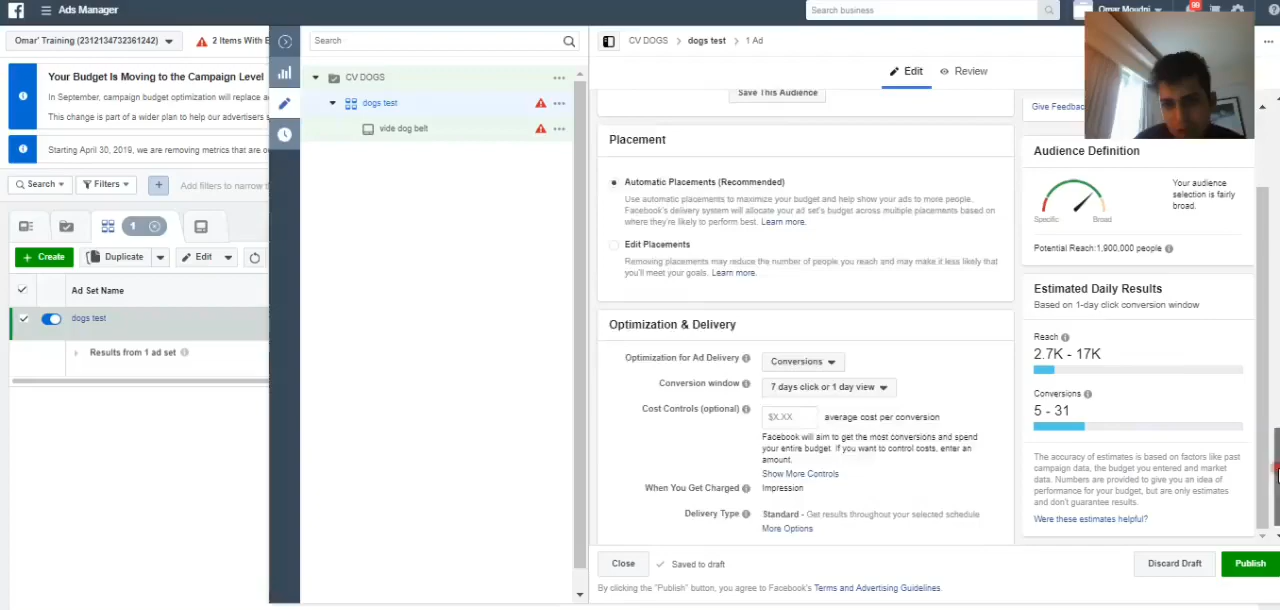 Ads Manager
Search business
Omar Moudni
99
Omar' Training (2312134732361242)
2 Items With E
Search
CV DOGS > dogs test > 1 Ad
Edit
Review
Your Budget Is Moving to the Campaign Level
In September, campaign budget optimization will replace a
This change is part of a wider plan to help our advertisers s
Starting April 30, 2019, we are removing metrics that are o
CV DOGS
dogs test
vide dog belt
Save This Audience
Give Feedbac
Search
Filters
Add filters to narrow th
1
Create
Duplicate
Edit
Ad Set Name
dogs test
Results from 1 ad set
Placement
Automatic Placements (Recommended)
Use automatic placements to maximize your budget and help show your ads to more people.
Facebook's delivery system will allocate your ad set's budget across multiple placements based on
where they're likely to perform best. Learn more.
Edit Placements
Removing placements may reduce the number of people you reach and may make it less likely that
you'll meet your goals. Learn more.
Optimization & Delivery
Optimization for Ad Delivery
Conversions
Conversion window
7 days click or 1 day view
Cost Controls (optional)
$X.XX
average cost per conversion
Facebook will aim to get the most conversions and spend
your entire budget. If you want to control costs, enter an
amount.
Show More Controls
When You Get Charged
Impression
Delivery Type
Standard - Get results throughout your selected schedule
More Options
Audience Definition
Your audience
selection is fairly
broad.
Specific
Broad
Potential Reach:1,900,000 people
Estimated Daily Results
Based on 1-day click conversion window
Reach
2.7K - 17K
Conversions
5 - 31
The accuracy of estimates is based on factors like past
campaign data, the budget you entered and market
data. Numbers are provided to give you an idea of
performance for your budget, but are only estimates
and don't guarantee results.
Were these estimates helpful?
Close
Saved to draft
Discard Draft
Publish
By clicking the "Publish" button, you agree to Facebook's Terms and Advertising Guidelines.